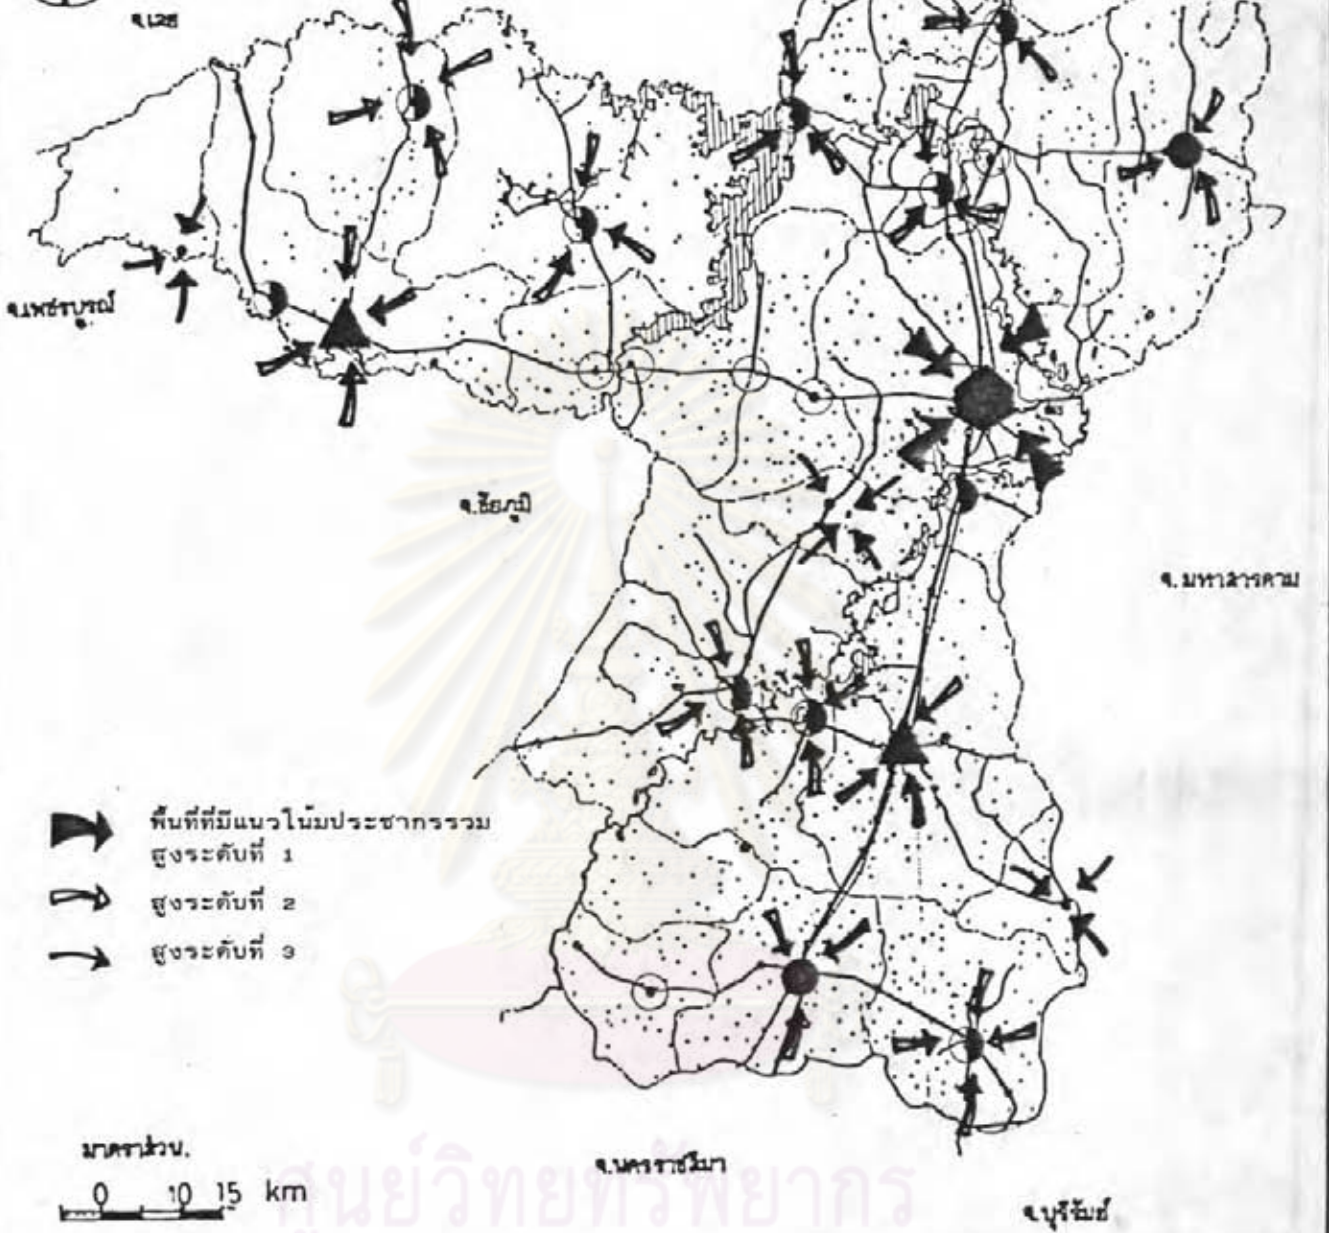 จ.เลย
จ.เพชรบูรณ์
จ.ชัยภูมิ
จ.มหาสารคาม
พื้นที่ที่มีแนวโน้มประชากรรวม
สูงระดับที่ 1
สูงระดับที่ 2
สูงระดับที่ 3
มาตราส่วน.
0 10 15 km
จ.นครราชสีมา
จ.บุรีรัมย์
ศูนย์วิทยทรัพยากร